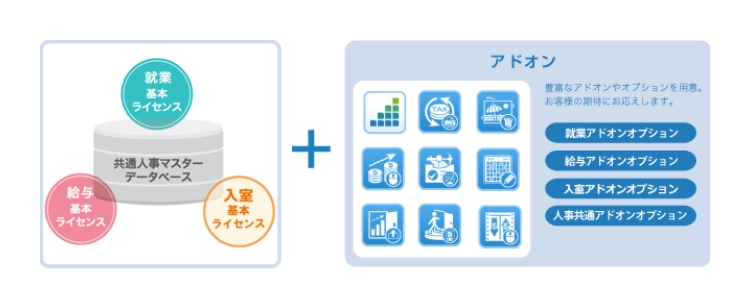 就業
基本
ライセンス
共通人事マスター
データベース
給与
基本
ライセンス
入室
基本
ライセンス
アドオン
TAX
豊富なアドオンやオプションを用意。
お客様の期待にお応えします。
就業アドオンオプション
給与アドオンオプション
入室アドオンオプション
人事共通アドオンオプション